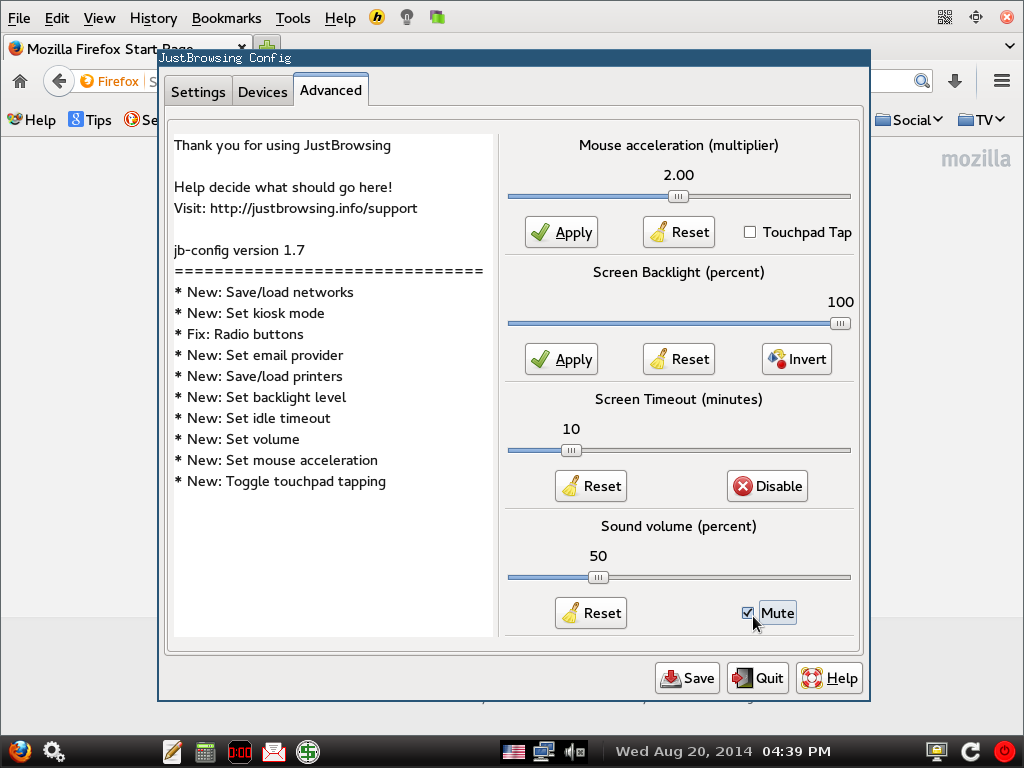 File Edit View History Bookmarks Tools Help
Mozilla Firefox Start Page
JustBrowsing Config
Firefox
Help Tips
Social TV
mozilla
Settings Devices Advanced
Thank you for using JustBrowsing
Help decide what should go here!
Visit: http://justbrowsing.info/support
jb-config version 1.7
===============================
* New: Save/load networks
* New: Set kiosk mode
* Fix: Radio buttons
* New: Set email provider
* New: Save/load printers
* New: Set backlight level
* New: Set idle timeout
* New: Set volume
* New: Set mouse acceleration
* New: Toggle touchpad tapping
Mouse acceleration (multiplier)
2.00
Apply Reset Touchpad Tap
Screen Backlight (percent)
100
Apply Reset Invert
Screen Timeout (minutes)
10
Reset Disable
Sound volume (percent)
50
Reset Mute
Save Quit Help
0:00
Wed Aug 20, 2014 04:39 PM